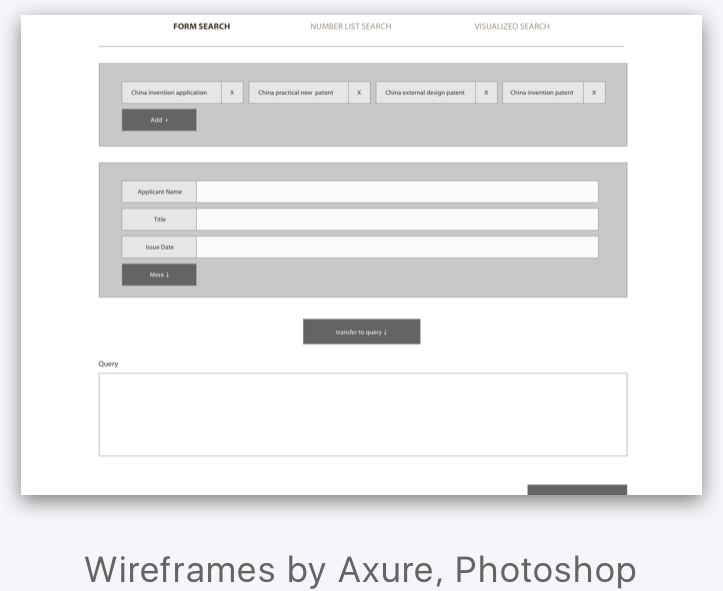 FORM SEARCH NUMBER LIST SEARCH VISUALIZED SEARCH
China invention application X China practical new patent X China external design patent X China invention patent X
Add +
Applicant Name
Title
Issue Date
More ↓
transfer to query ↓
Query
Wireframes by Axure, Photoshop